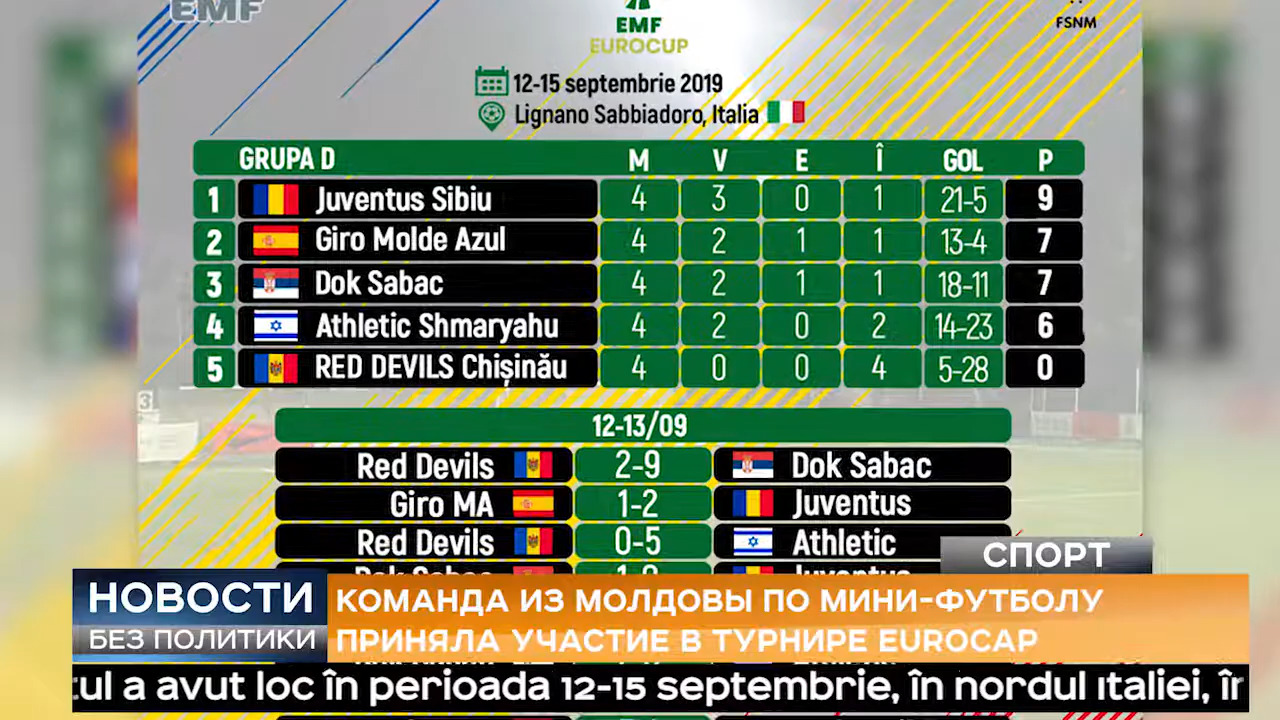 EMF
EMF
EUROCUP
FSNM
12-15 septembrie 2019
Lignano Sabbiadoro, Italia
GRUPA D M V E Î GOL P
1 Juventus Sibiu 4 3 0 1 21-5 9
2 Giro Molde Azul 4 2 1 1 13-4 7
3 Dok Sabac 4 2 1 1 18-11 7
4 Athletic Shmaryahu 4 2 0 2 14-23 6
5 RED DEVILS Chișinău 4 0 0 4 5-28 0
12-13/09
Red Devils 2-9 Dok Sabac
Giro MA 1-2 Juventus
Red Devils 0-5 Athletic
СПОРТ
НОВОСТИ
БЕЗ ПОЛИТИКИ
КОМАНДА ИЗ МОЛДОВЫ ПО МИНИ-ФУТБОЛУ
ПРИНЯЛА УЧАСТИЕ В ТУРНИРЕ EUROCAP
tul a avut loc în perioada 12-15 septembrie, în nordul Italiei, în